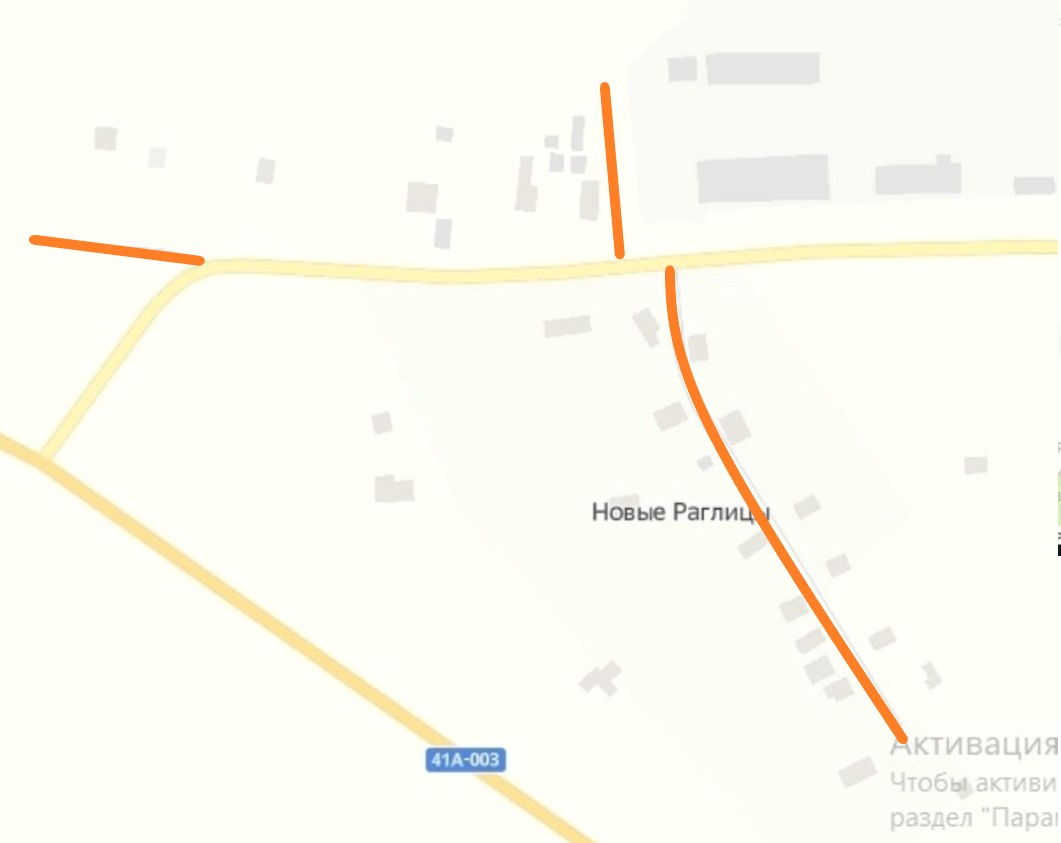 Новые Раглицы
41А-003
Активация
Чтобы активи
раздел "Пара